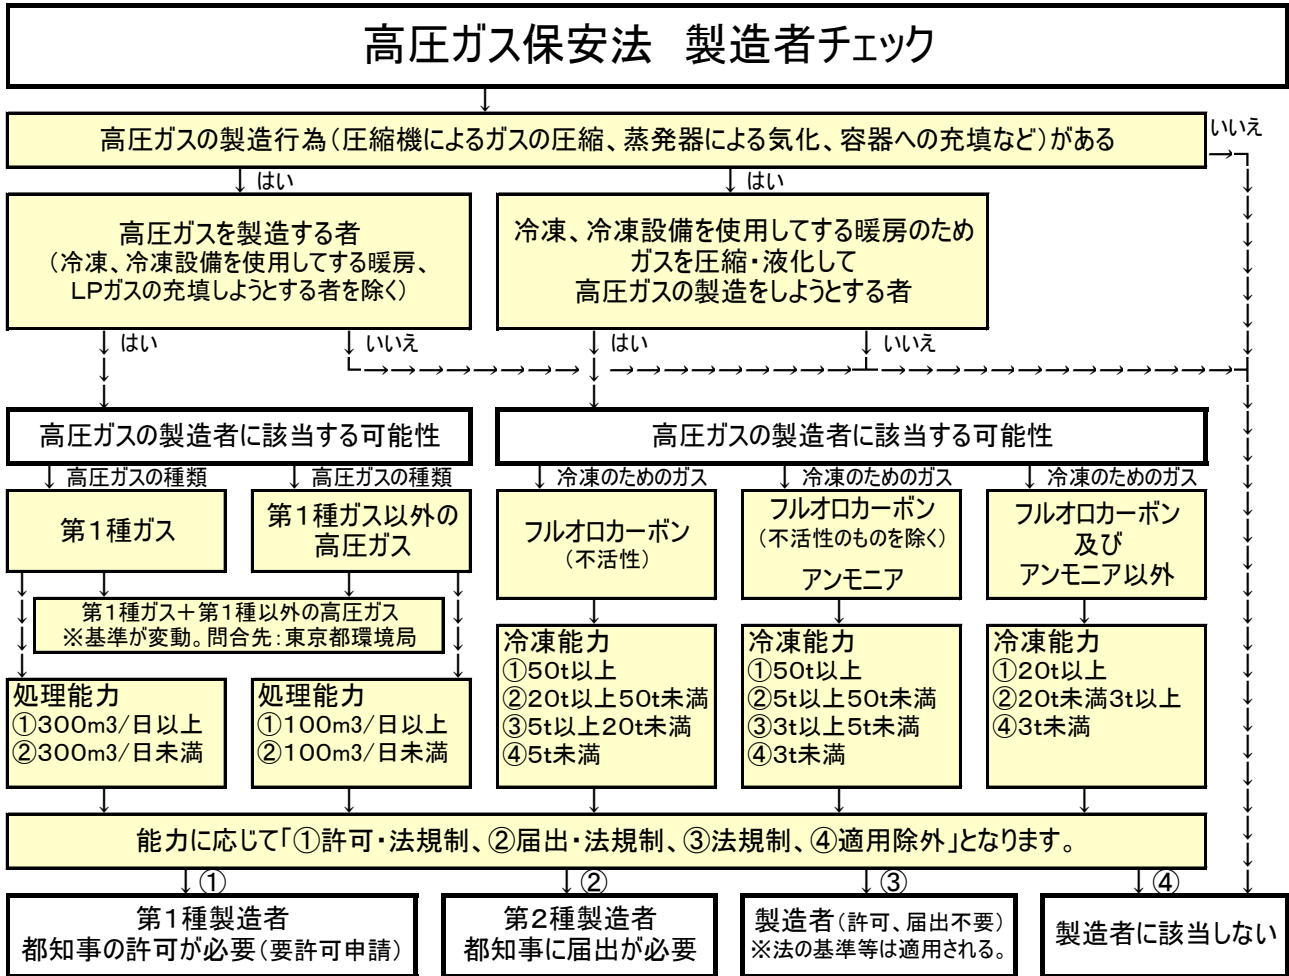 高圧ガス保安法　製造者チェック
高圧ガスの製造行為（圧縮機によるガスの圧縮、蒸発器による気化、容器への充填など）がある
いいえ
はい
はい
高圧ガスを製造する者
（冷凍、冷凍設備を使用してする暖房、
LPガスの充填しようとする者を除く）
冷凍、冷凍設備を使用してする暖房のため
ガスを圧縮・液化して
高圧ガスの製造をしようとする者
はい
いいえ
はい
いいえ
高圧ガスの製造者に該当する可能性
高圧ガスの製造者に該当する可能性
高圧ガスの種類
高圧ガスの種類
冷凍のためのガス
冷凍のためのガス
冷凍のためのガス
第1種ガス
第1種ガス以外の
高圧ガス
フルオロカーボン
（不活性）
フルオロカーボン
（不活性のものを除く）
アンモニア
フルオロカーボン
及び
アンモニア以外
第1種ガス＋第1種以外の高圧ガス
※基準が変動。問合先：東京都環境局
処理能力
①300m3/日以上
②300m3/日未満
処理能力
①100m3/日以上
②100m3/日未満
冷凍能力
①50t以上
②20t以上50t未満
③5t以上20t未満
④5t未満
冷凍能力
①50t以上
②5t以上50t未満
③3t以上5t未満
④3t未満
冷凍能力
①20t以上
②20t未満3t以上
④3t未満
能力に応じて「①許可・法規制、②届出・法規制、③法規制、④適用除外」となります。
①
②
③
④
第1種製造者
都知事の許可が必要（要許可申請）
第2種製造者
都知事に届出が必要
製造者（許可、届出不要）
※法の基準等は適用される。
製造者に該当しない